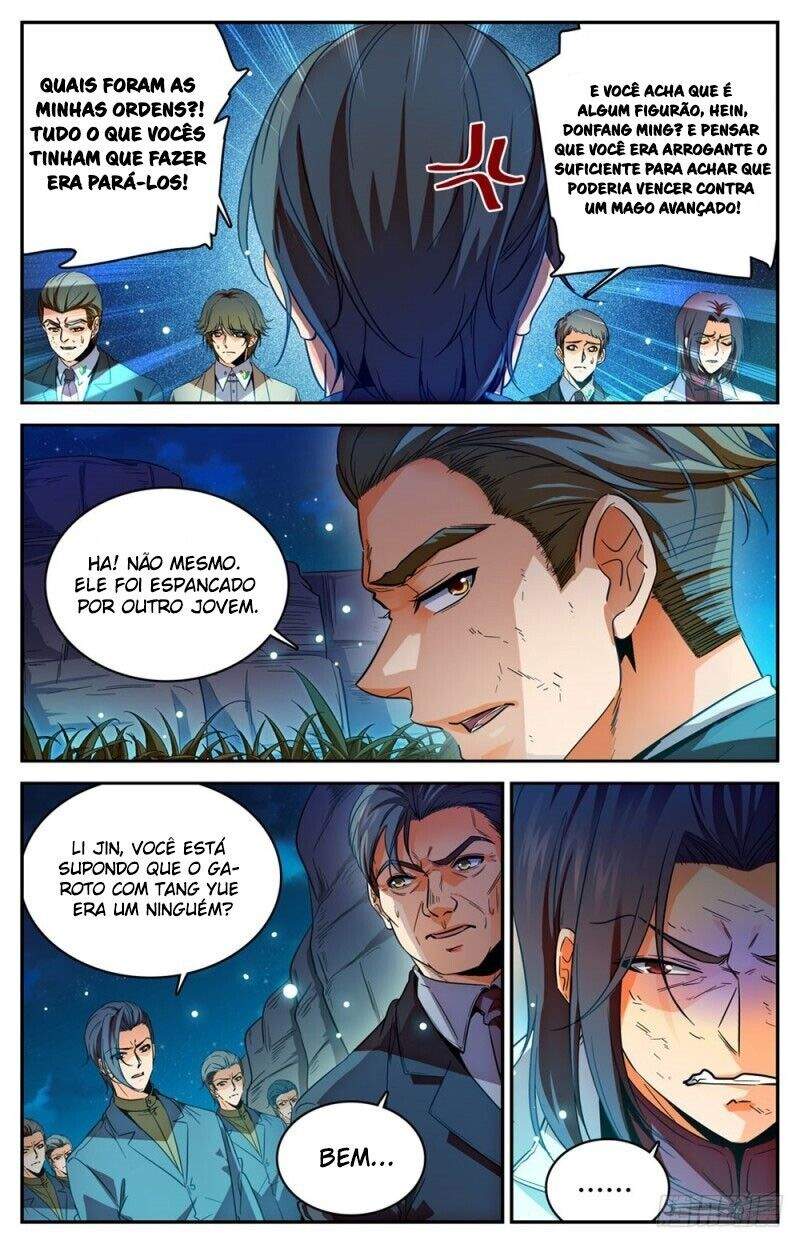 QUAIS FORAM AS
MINHAS ORDENS?!
TUDO O QUE VOCÊS
TINHAM QUE FAZER
ERA PARÁ-LOS!
E VOCÊ ACHA QUE É
ALGUM FIGURÃO, HEIN,
DONFANG MING? E PENSAR
QUE VOCÊ ERA ARROGANTE O
SUFICIENTE PARA ACHAR QUE
PODERIA VENCER CONTRA
UM MAGO AVANÇADO!
HA! NÃO MESMO.
ELE FOI ESPANCADO
POR OUTRO JOVEM.
LI JIN, VOCÊ ESTÁ
SUPONDO QUE O GA-
ROTO COM TANG YUE
ERA UM NINGUÉM?
BEM...
......